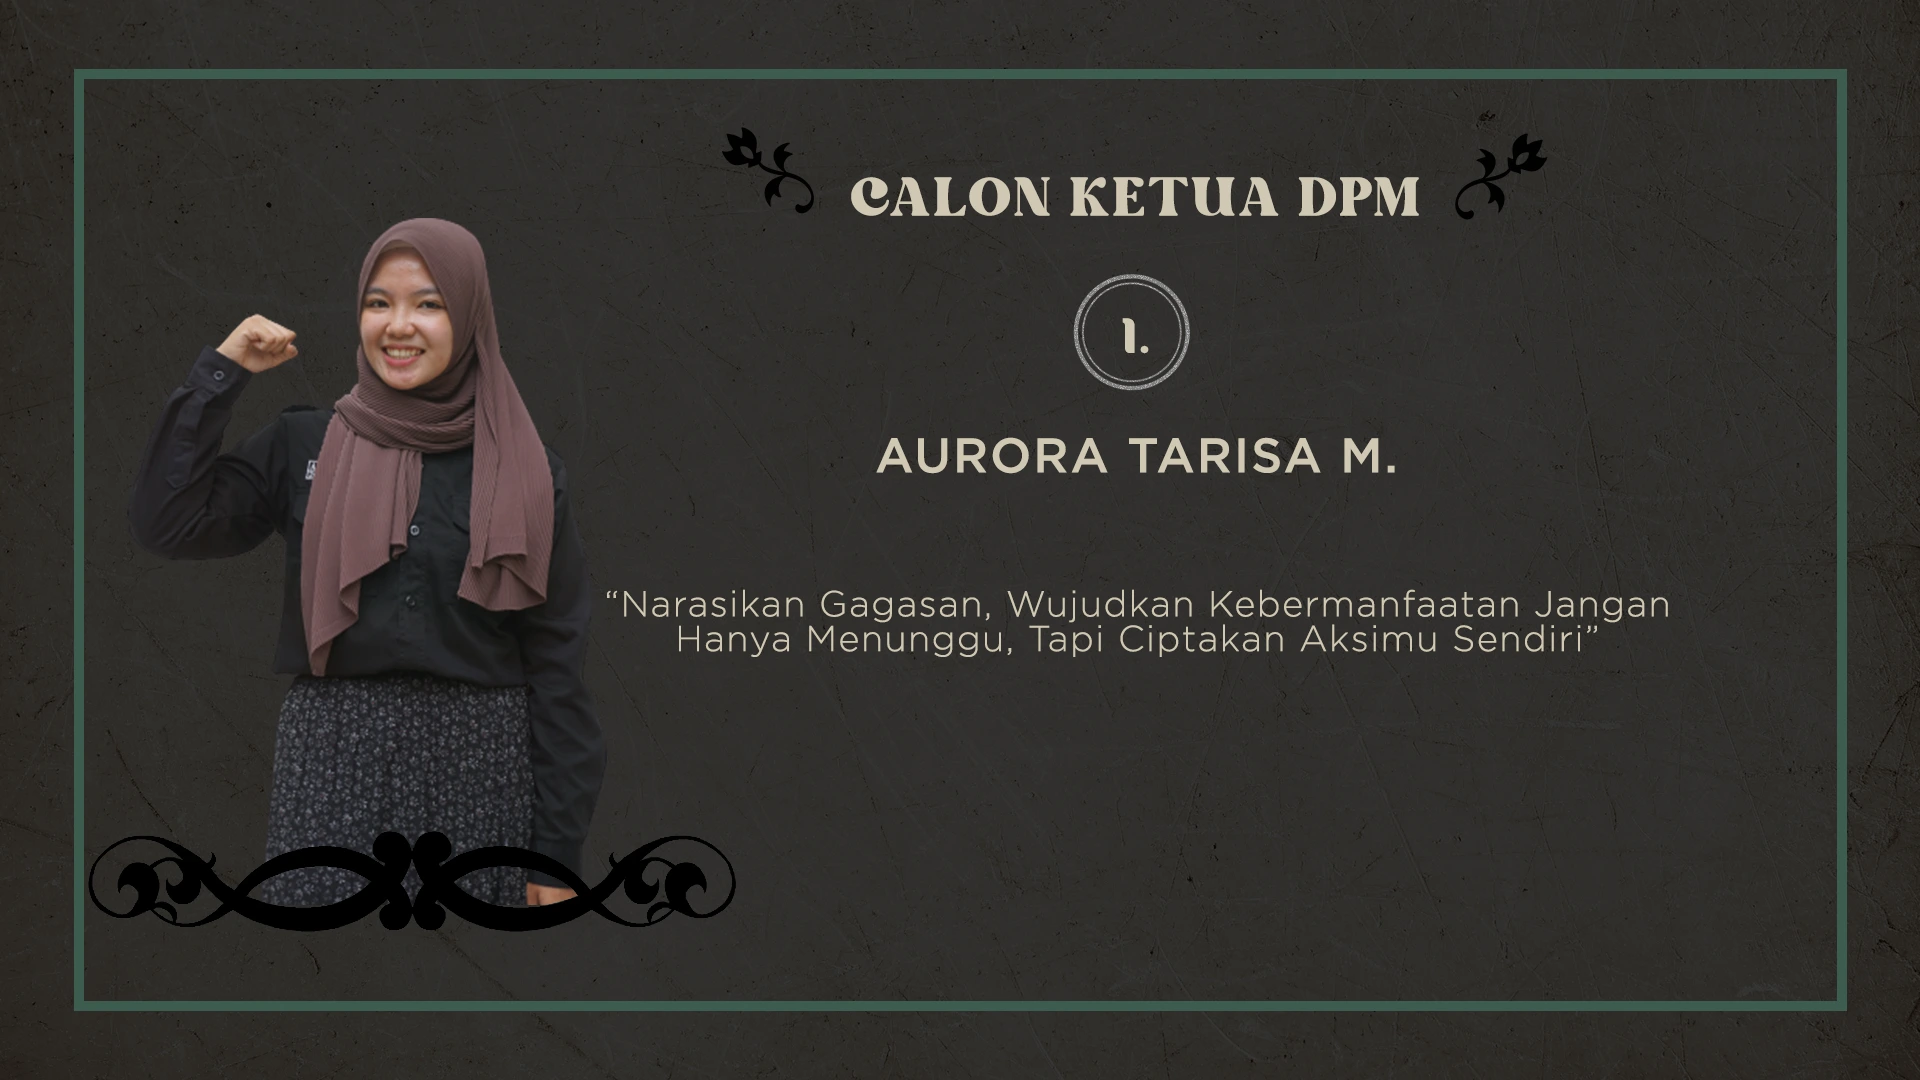 CALON KETUA DPM
1.
AURORA TARISA M.
“Narasikan Gagasan, Wujudkan Kebermanfaatan Jangan
Hanya Menunggu, Tapi Ciptakan Aksimu Sendiri”